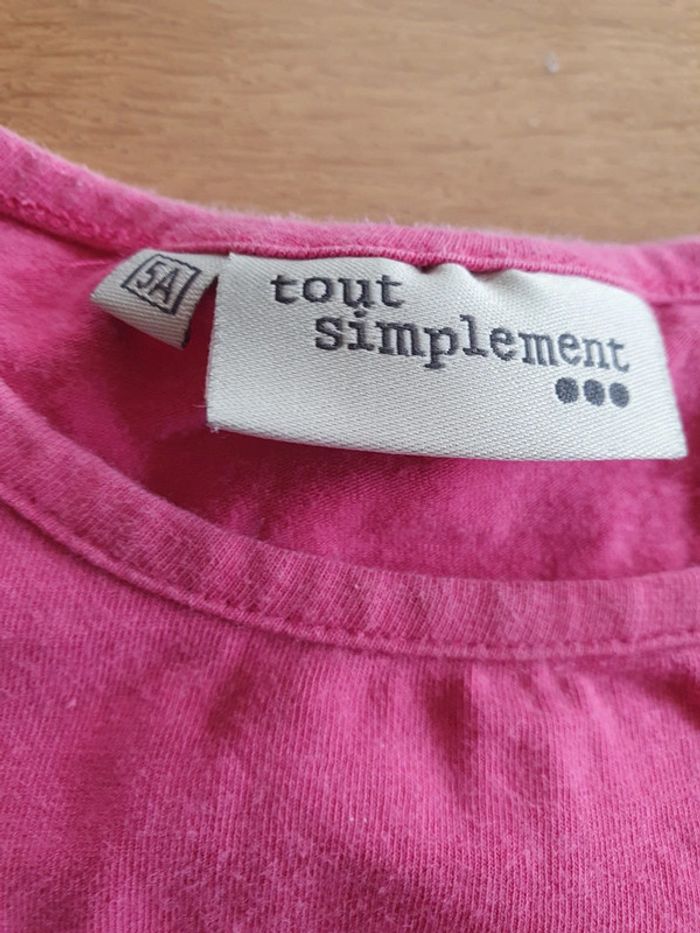 5A
tout
simplement
●●●